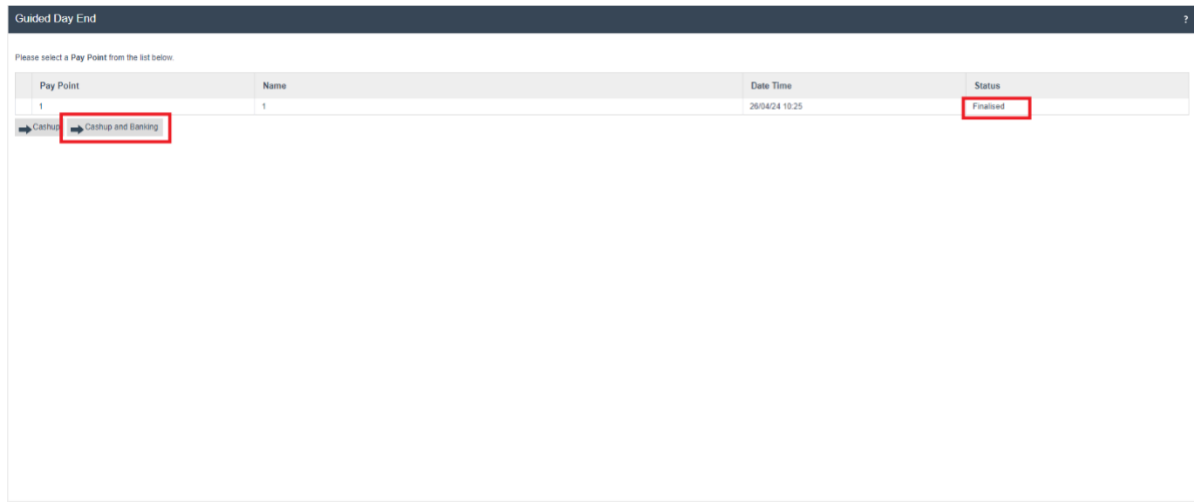 Guided Day End ?
Please select a Pay Point from the list below.
Pay Point Name Date Time Status
1 1 26/04/24 10:25 Finalised
Cashup Cashup and Banking